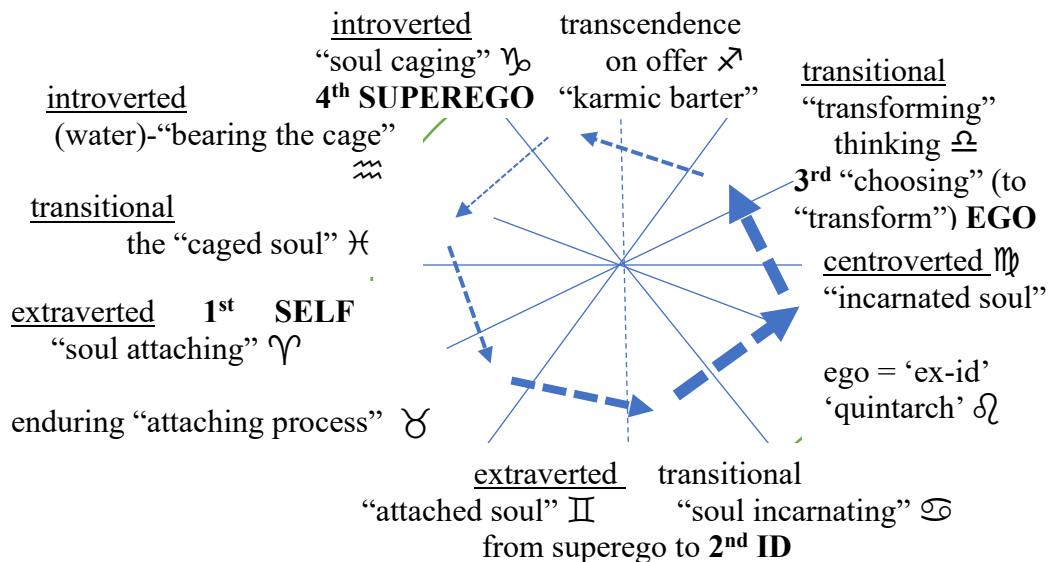 introverted
“soul caging” ♑
4th SUPEREGO
transcendence
on offer ♐
“karmic barter”
transitional
“transforming”
thinking ♎
3rd “choosing” (to
“transform”) EGO
introverted
(water)-“bearing the cage”
♒
transitional
the “caged soul” ♓
centroverted ♍
“incarnated soul”
extraverted 1st SELF
“soul attaching” ♈
ego = ‘ex-id’
‘quintarch’ ♌
enduring “attaching process” ♉
extraverted transitional
“attached soul” ♊ “soul incarnating” ♋
from superego to 2nd ID